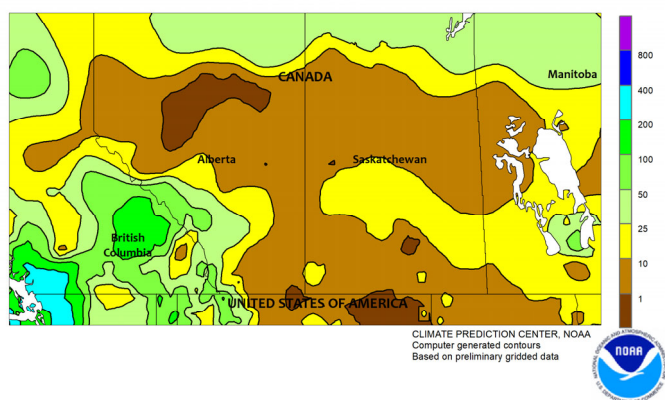 800
CANADA
Manitoba
400
200
Alberta
Saskatchewan
100
50
British
Columbia
25
10
UNITED STATES OF AMERICA
1
CLIMATE PREDICTION CENTER, NOAA
Computer generated contours
Based on preliminary gridded data
NOAA